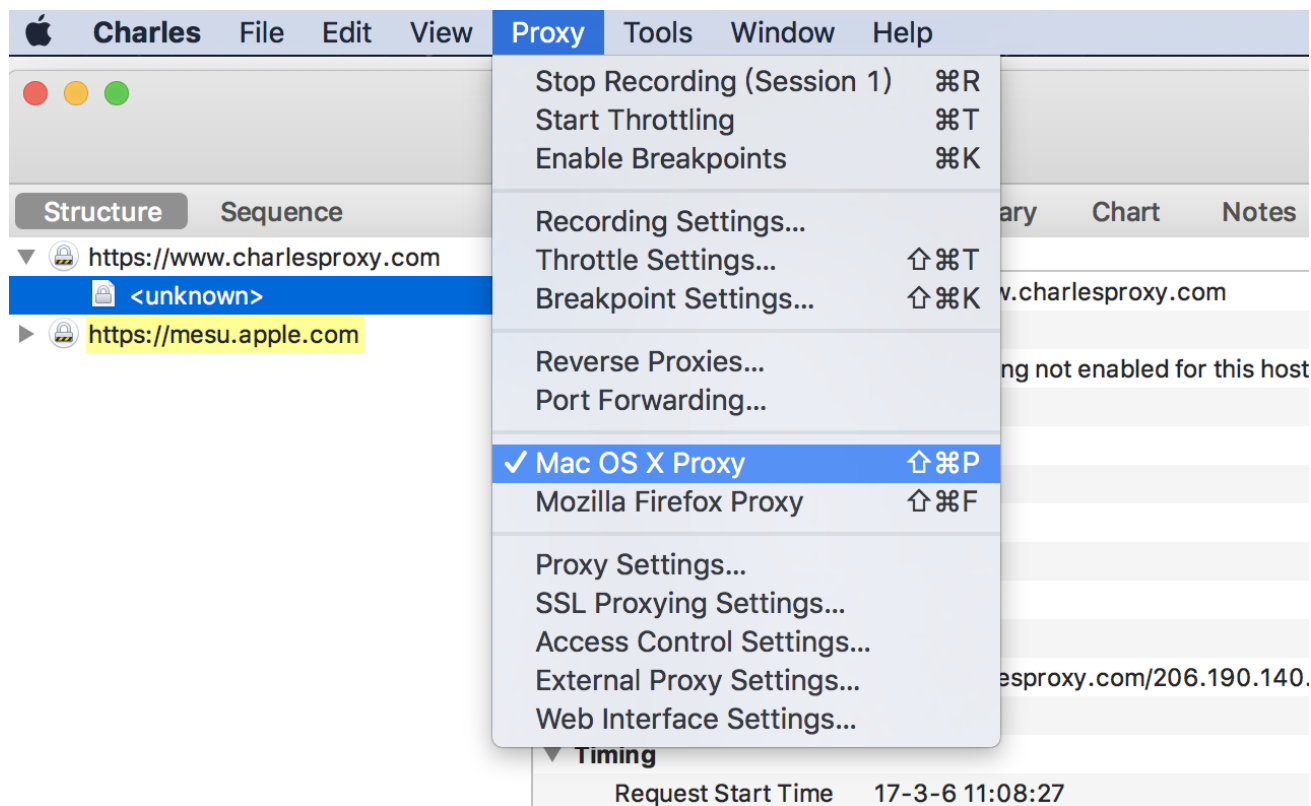 Charles File Edit View Proxy Tools Window Help
Stop Recording (Session 1) ⌘R
Start Throttling ⌘T
Enable Breakpoints ⌘K
Recording Settings...
Throttle Settings... ⇧⌘T
Breakpoint Settings... ⇧⌘K
Reverse Proxies...
Port Forwarding...
✓ Mac OS X Proxy ⇧⌘P
Mozilla Firefox Proxy ⇧⌘F
Proxy Settings...
SSL Proxying Settings...
Access Control Settings...
External Proxy Settings...
Web Interface Settings...
Structure Sequence
https://www.charlesproxy.com
<unknown>
https://mesu.apple.com
ary Chart Notes
w.charlesproxy.com
ng not enabled for this host
esproxy.com/206.190.140.
Timing
Request Start Time 17-3-6 11:08:27